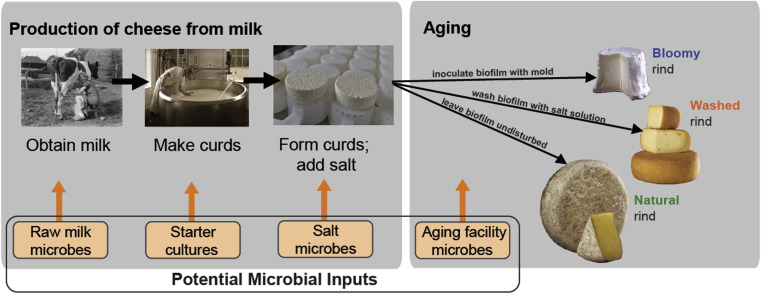 Production of cheese from milk
Obtain milk
Make curds
Form curds;
add salt
Aging
inoculate biofilm with mold
wash biofilm with salt solution
leave biofilm undisturbed
Bloomy
rind
Washed
rind
Natural
rind
Raw milk
microbes
Starter
cultures
Salt
microbes
Aging facility
microbes
Potential Microbial Inputs